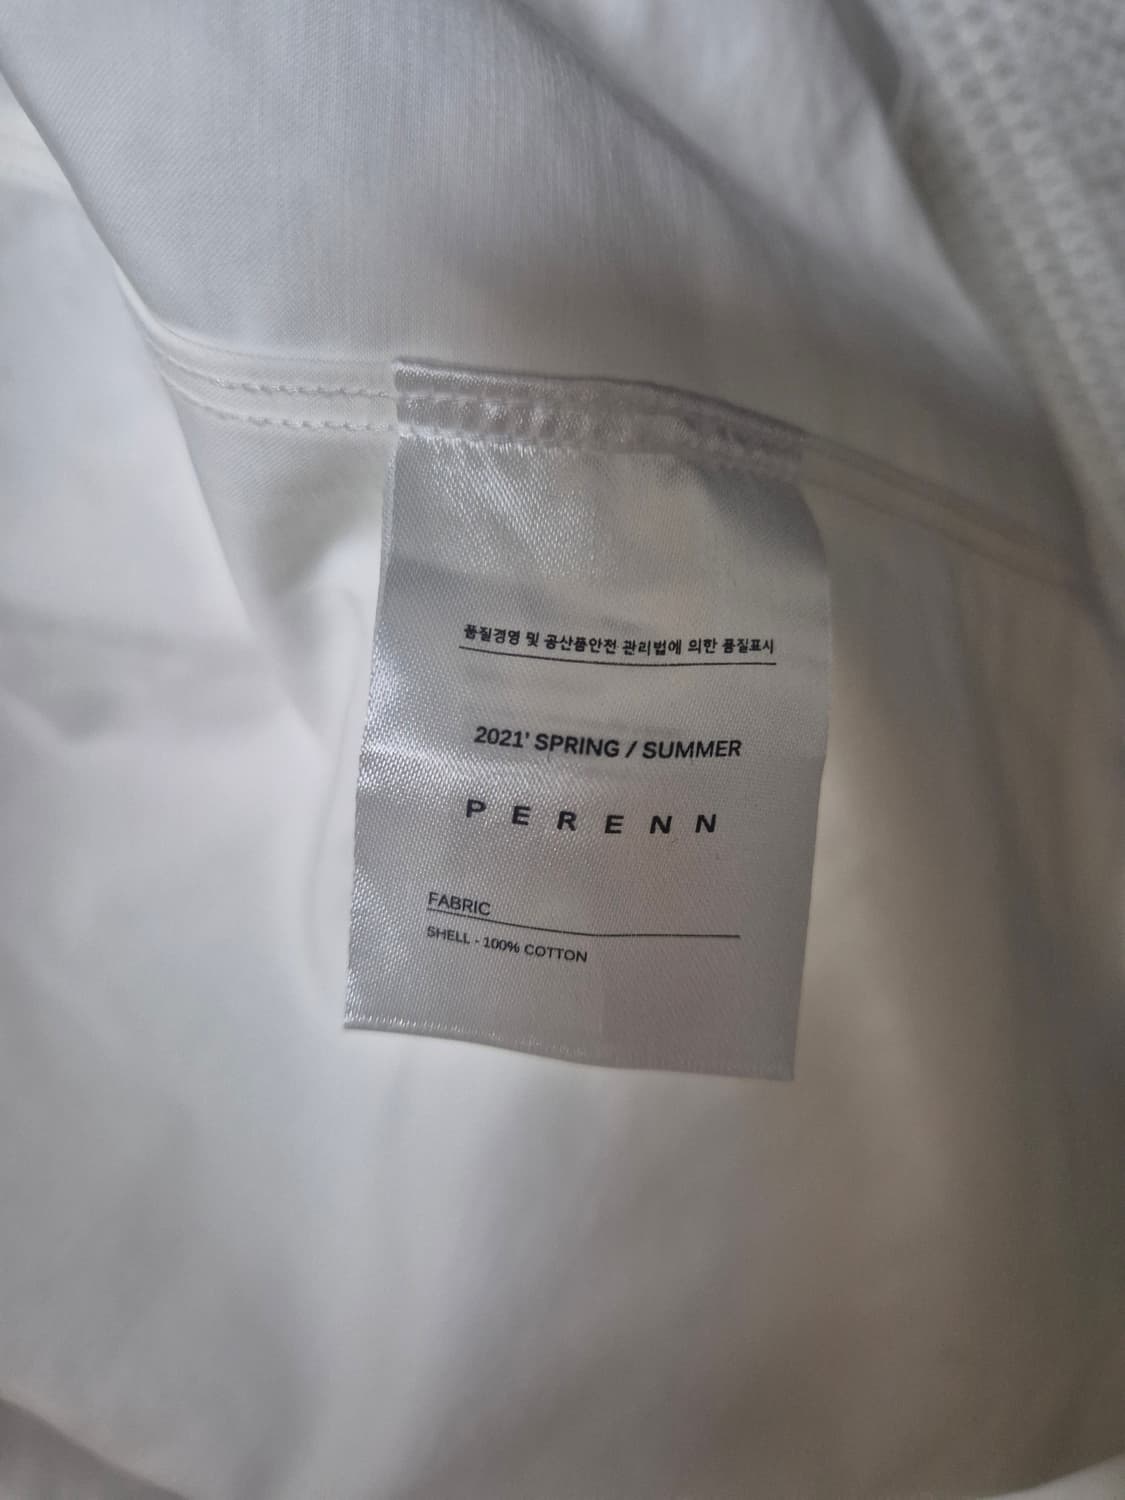 품질경영 및 공산품안전 관리법에 의한 품질표시
2021' SPRING / SUMMER
PERENN
FABRIC
SHELL - 100% COTTON